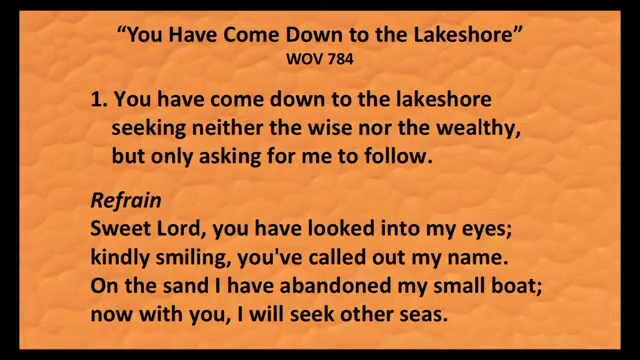 “You Have Come Down to the Lakeshore”
WOV 784
1. You have come down to the lakeshore
seeking neither the wise nor the wealthy,
but only asking for me to follow.
Refrain
Sweet Lord, you have looked into my eyes;
kindly smiling, you've called out my name.
On the sand I have abandoned my small boat;
now with you, I will seek other seas.